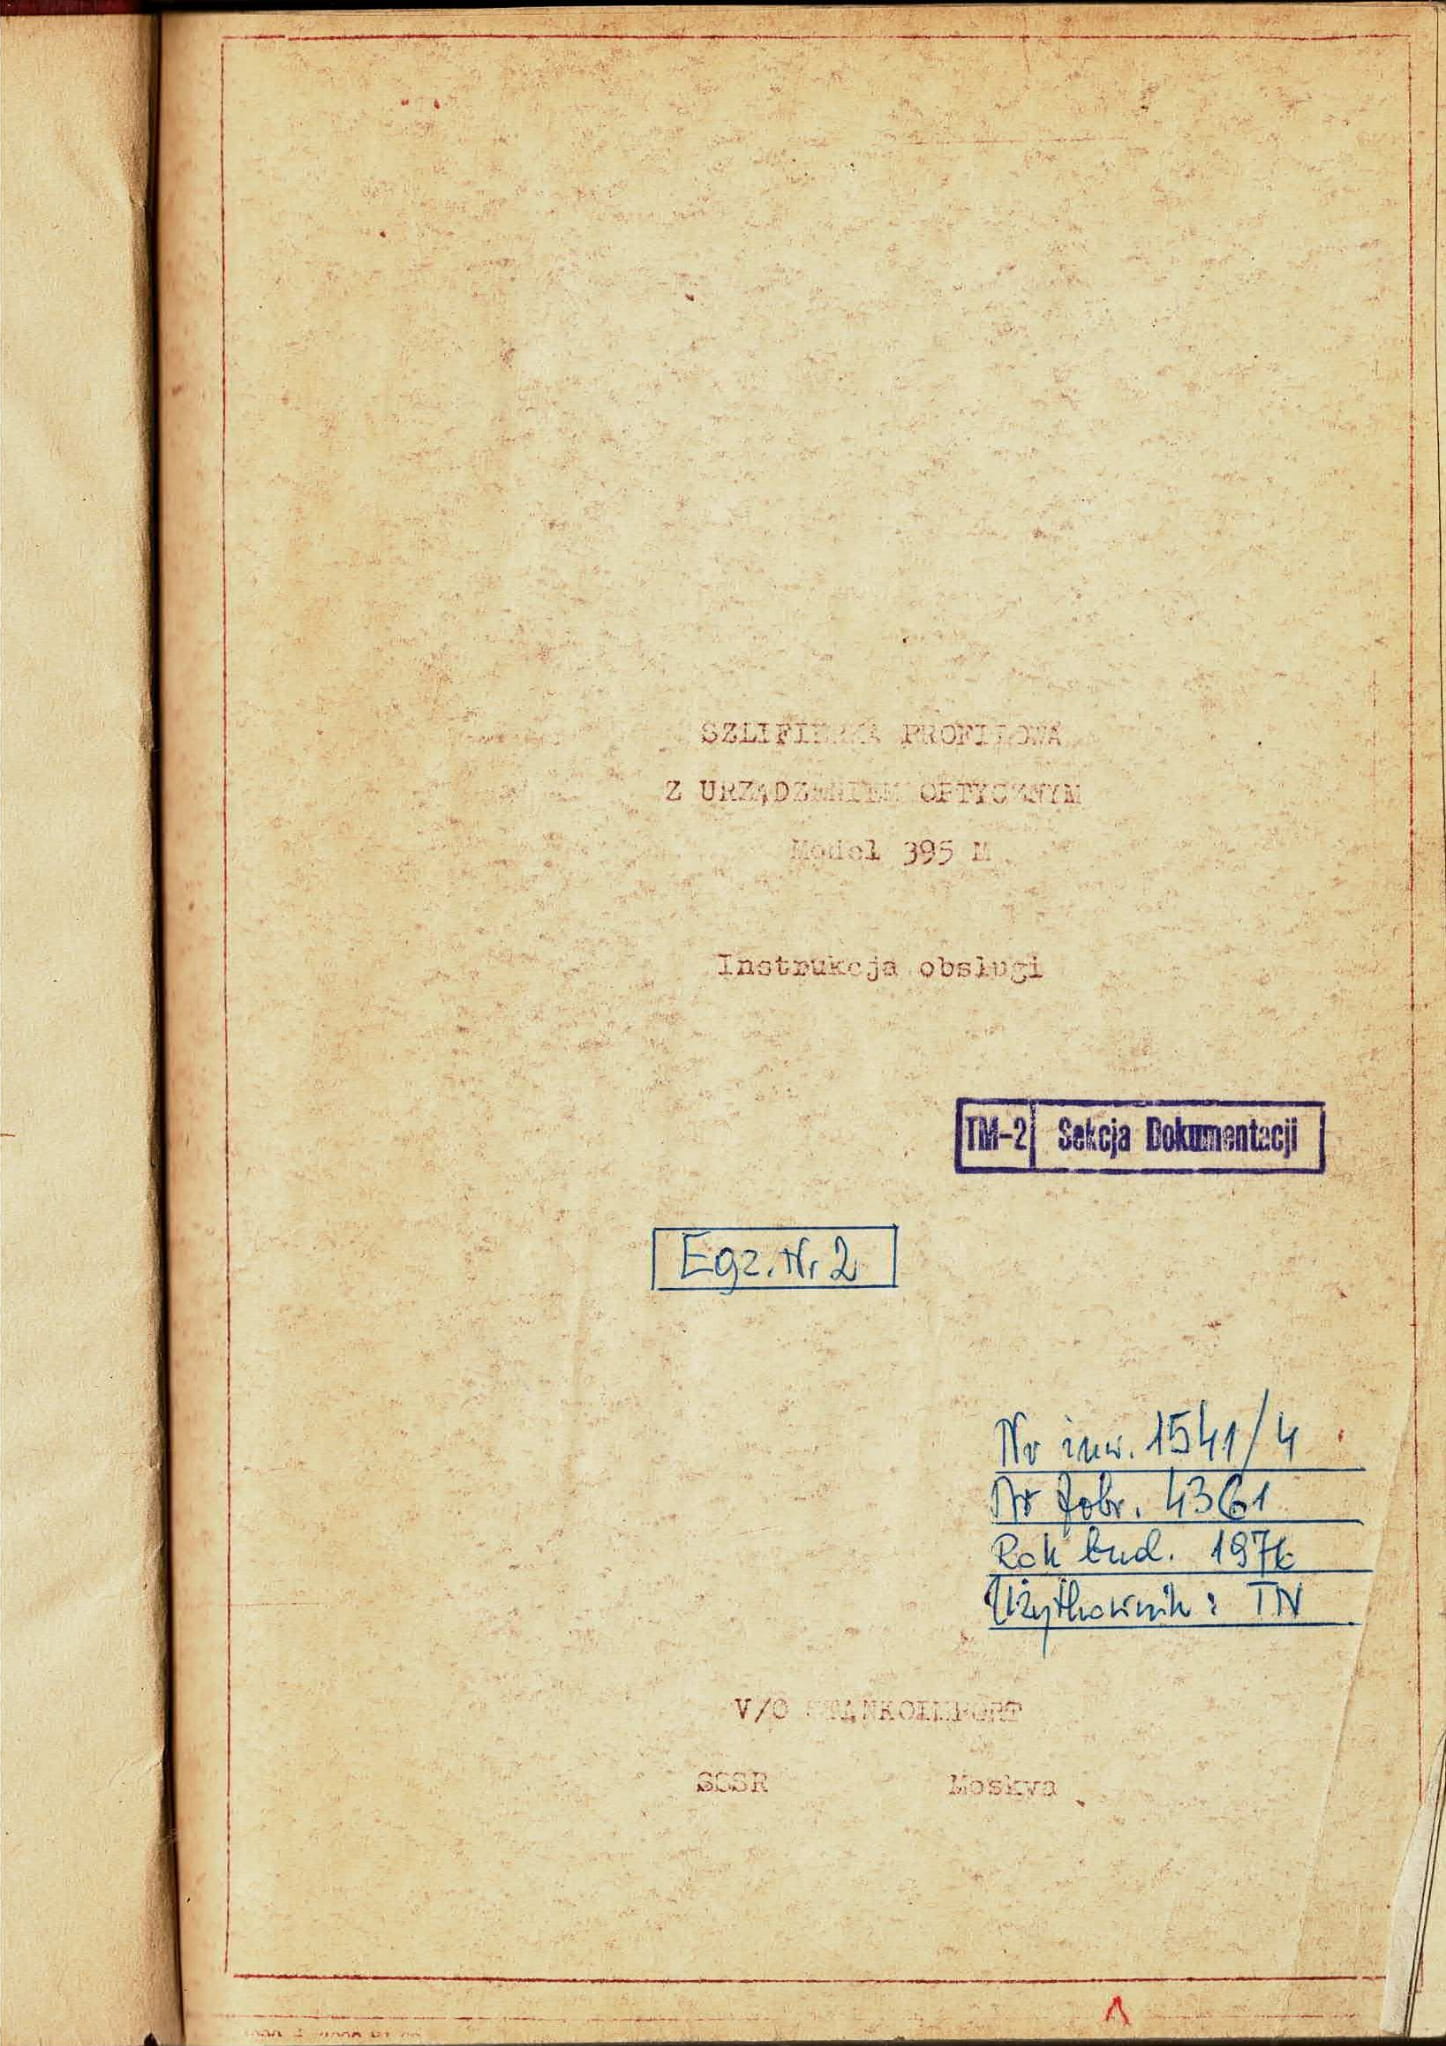 SZLIFIERKA PROFILOWA
Z URZĄDZENIEM OPTYCZNYM
Model 395 M
Instrukcja obsługi
TM-2 Sekcja Dokumentacji
Egz. Nr 2
Nr inw. 1541/4
Nr fabr. 4361
Rok bud.
Użytkownik: TN
V/O STANKOIMPORT
SSSR Moskva